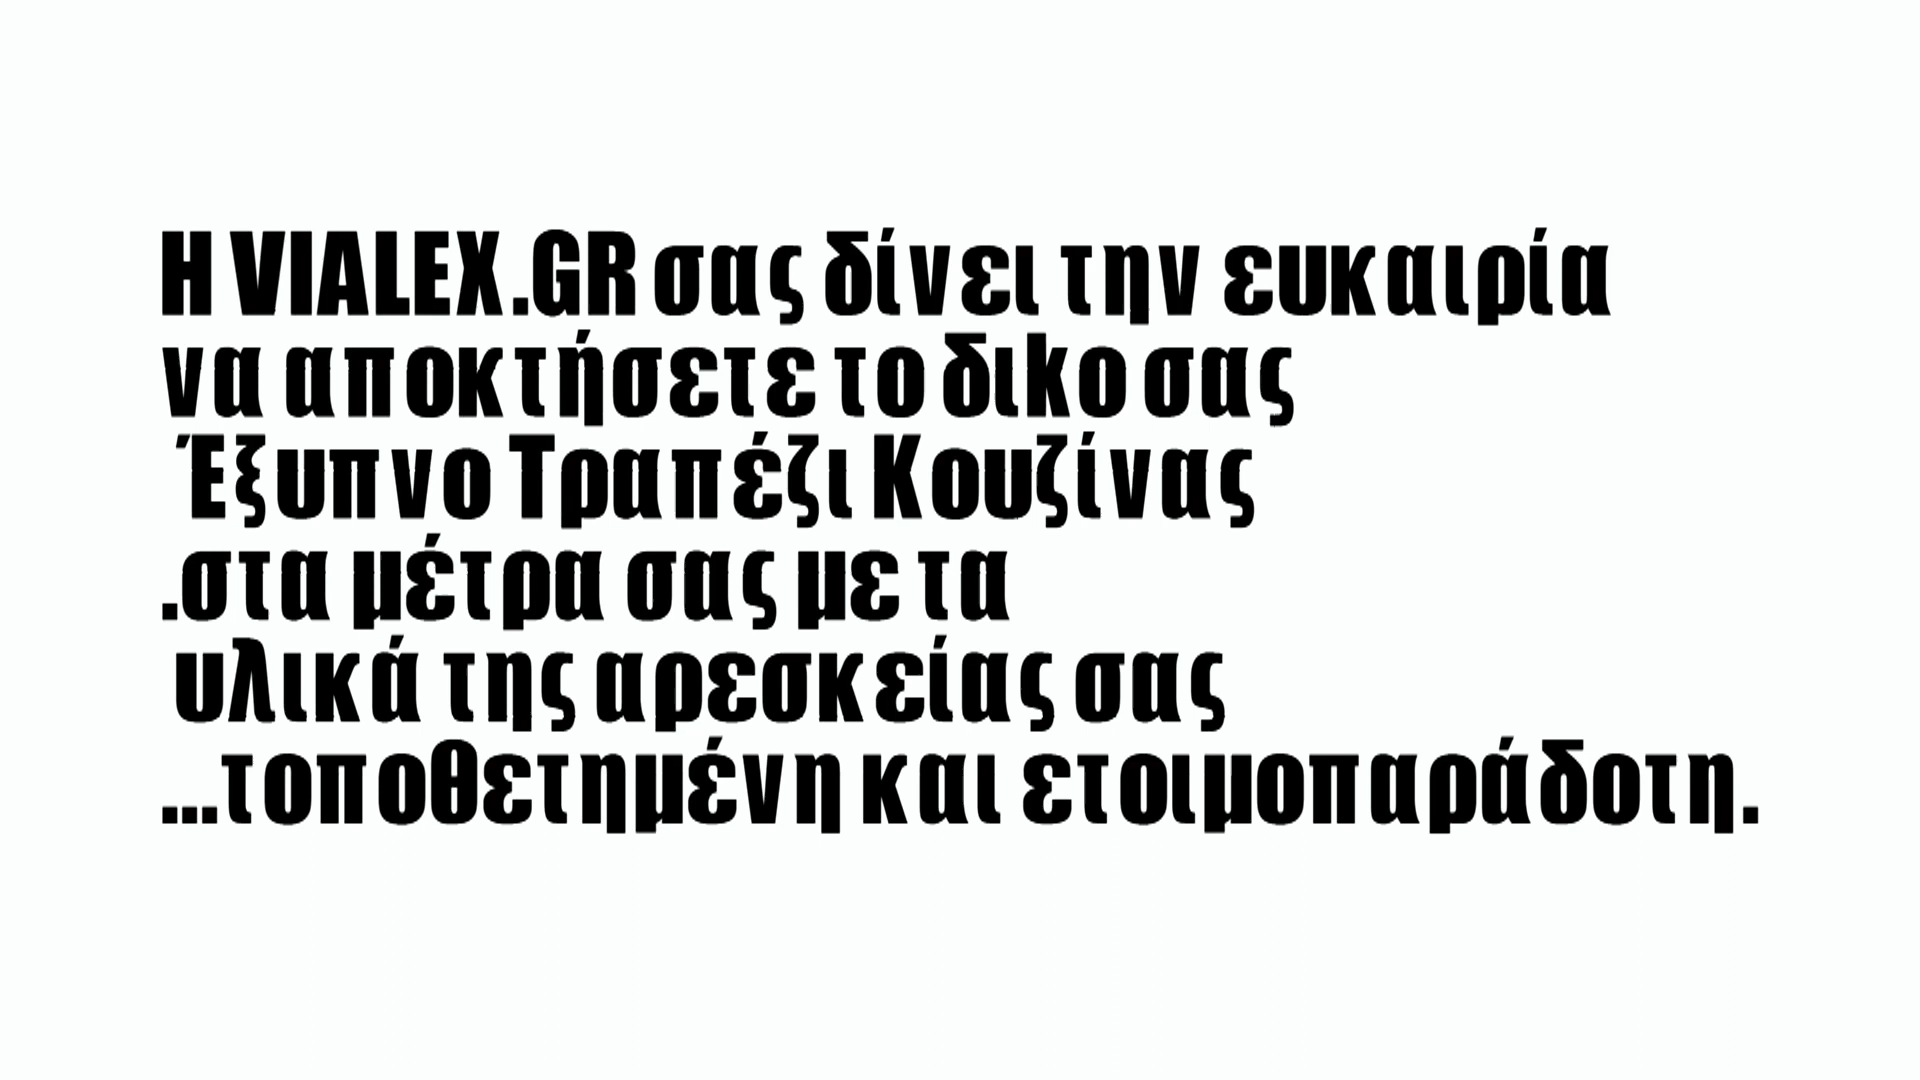 Η VIALEX.GR σας δίνει την ευκαιρία
να αποκτήσετε το διkο σας
Έξυπνο Τραπέζι Κουζίνας
.στα μέτρα σας με τα
υλικά της αρεσκείας σας
...τοποθετημένη και ετοιμοπαράδοτη.